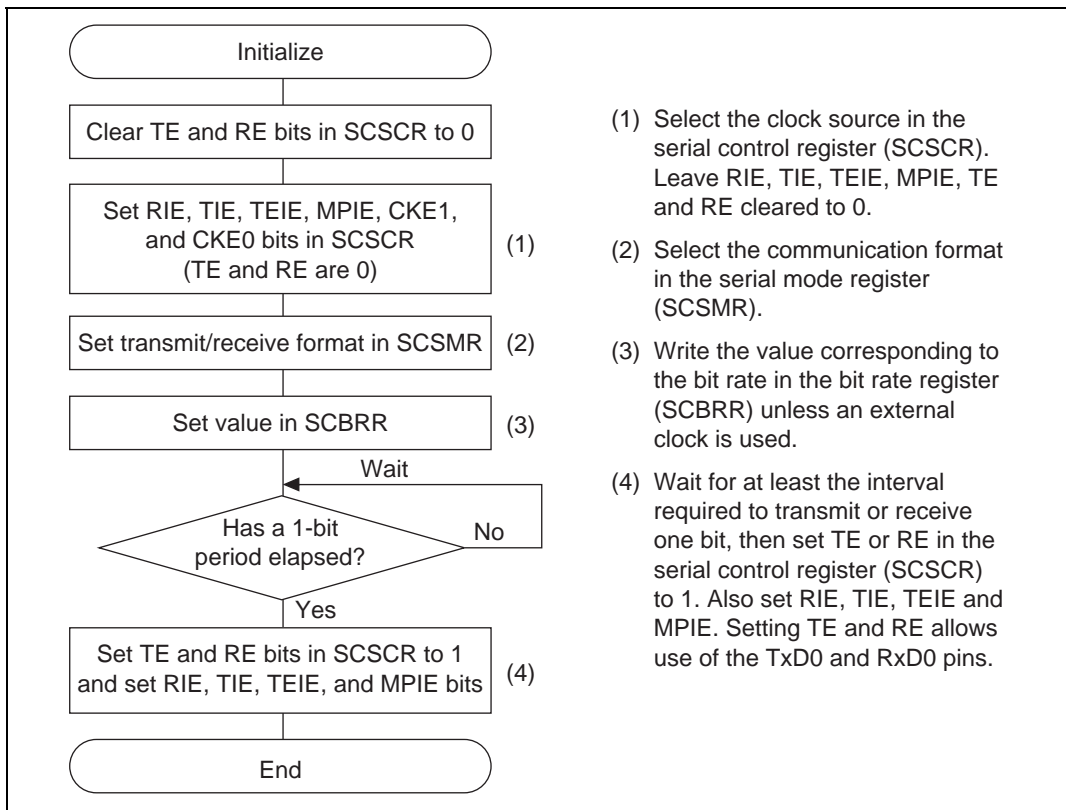 Initialize
Clear TE and RE bits in SCSCR to 0
Set RIE, TIE, TEIE, MPIE, CKE1,
and CKE0 bits in SCSCR
(TE and RE are 0)
(1)
Set transmit/receive format in SCSMR
(2)
Set value in SCBRR
(3)
Wait
Has a 1-bit
period elapsed?
No
Yes
Set TE and RE bits in SCSCR to 1
and set RIE, TIE, TEIE, and MPIE bits
(4)
End
(1) Select the clock source in the
serial control register (SCSCR).
Leave RIE, TIE, TEIE, MPIE, TE
and RE cleared to 0.
(2) Select the communication format
in the serial mode register
(SCSMR).
(3) Write the value corresponding to
the bit rate in the bit rate register
(SCBRR) unless an external
clock is used.
(4) Wait for at least the interval
required to transmit or receive
one bit, then set TE or RE in the
serial control register (SCSCR)
to 1. Also set RIE, TIE, TEIE and
MPIE. Setting TE and RE allows
use of the TxD0 and RxD0 pins.